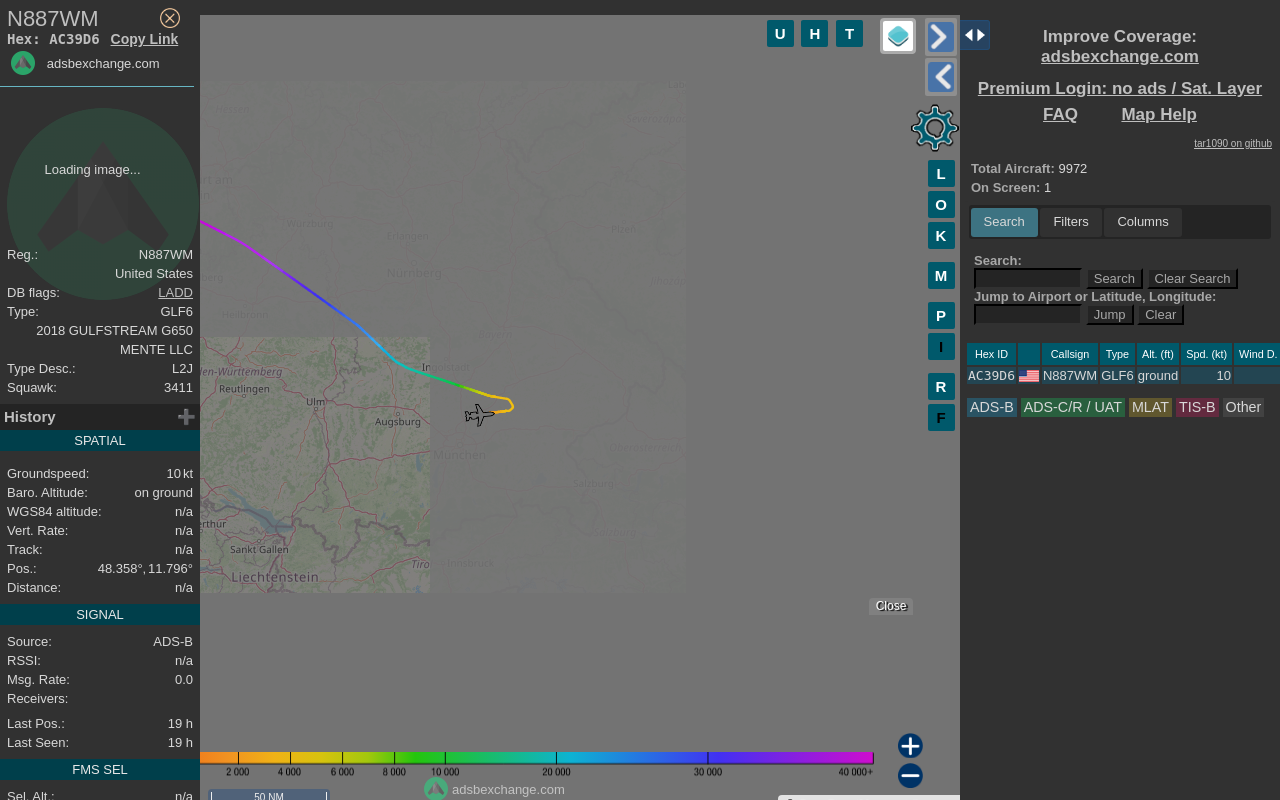 N887WM
Hex: AC39D6 Copy Link
adsbexchange.com
Loading image...
Reg.: N887WM
United States
DB flags: LADD
Type: GLF6
2018 GULFSTREAM G650
MENTE LLC
Type Desc.: L2J
Squawk: 3411
History
SPATIAL
Groundspeed: 10 kt
Baro. Altitude: on ground
WGS84 altitude: n/a
Vert. Rate: n/a
Track: n/a
Pos.: 48.358°, 11.796°
Distance: n/a
SIGNAL
Source: ADS-B
RSSI: n/a
Msg. Rate: 0.0
Receivers:
Last Pos.: 19 h
Last Seen: 19 h
FMS SEL
Sel. Alt.: n/a
U H T
L
O
K
M
P
I
R
F
Plzeň
Nürnberg
Heilbronn
den-Württemberg
Reutlingen
Ulm
Augsburg
München
Salzburg
Sankt Gallen
Innsbruck
Tiro
Liechtenstein
Close
2 000 4 000 6 000 8 000 10 000 20 000 30 000 40 000+
adsbexchange.com
50 NM
Improve Coverage:
adsbexchange.com
Premium Login: no ads / Sat. Layer
FAQ Map Help
tar1090 on github
Total Aircraft: 9972
On Screen: 1
Search Filters Columns
Search:
Search Clear Search
Jump to Airport or Latitude, Longitude:
Jump Clear
Hex ID Callsign Type Alt. (ft) Spd. (kt) Wind D.
AC39D6 N887WM GLF6 ground 10
ADS-B ADS-C/R / UAT MLAT TIS-B Other